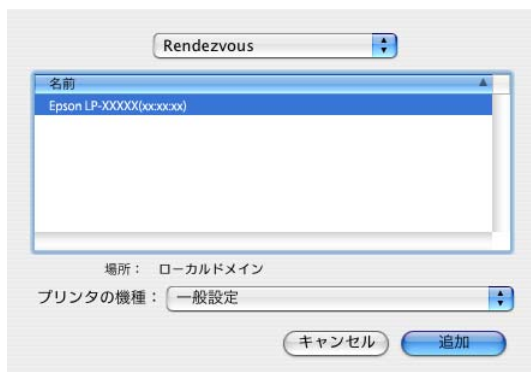 Rendezvous
名前
Epson LP-XXXXX(xx:xx:xx)
場所： ローカルドメイン
プリンタの機種： 一般設定
キャンセル 追加